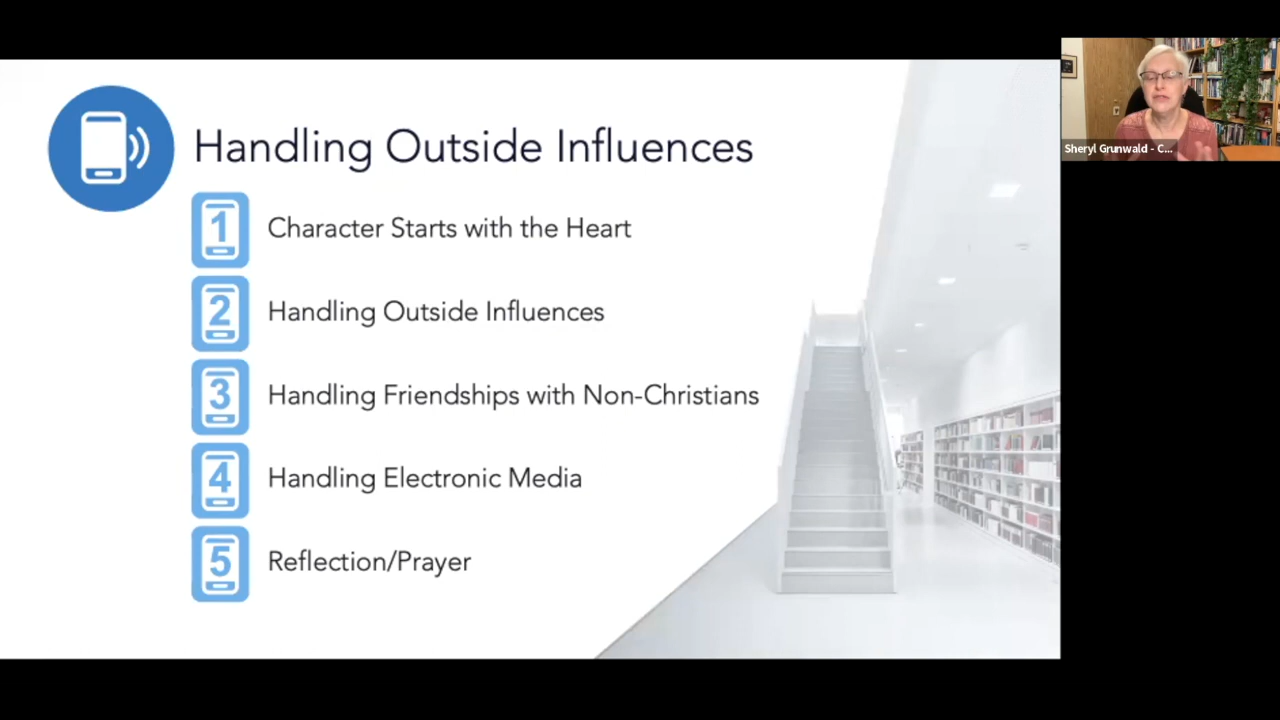 Handling Outside Influences
1 Character Starts with the Heart
2 Handling Outside Influences
3 Handling Friendships with Non-Christians
4 Handling Electronic Media
5 Reflection/Prayer
Sheryl Grunwald - C...